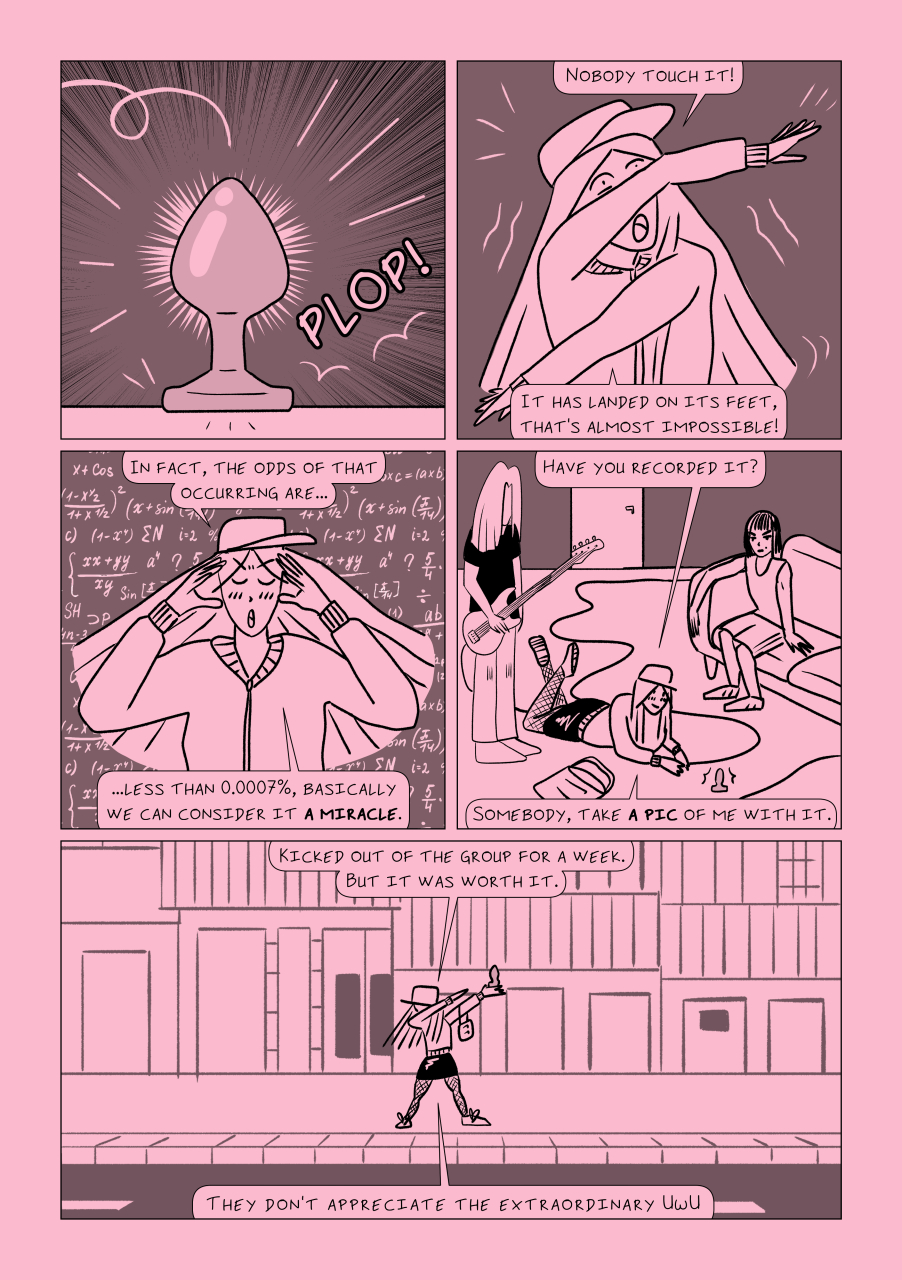 PLOP!
NOBODY TOUCH IT!
IT HAS LANDED ON ITS FEET,
THAT'S ALMOST IMPOSSIBLE!
IN FACT, THE ODDS OF THAT
OCCURRING ARE...
...LESS THAN 0.0007%, BASICALLY
WE CAN CONSIDER IT A MIRACLE.
HAVE YOU RECORDED IT?
SOMEBODY, TAKE A PIC OF ME WITH IT.
KICKED OUT OF THE GROUP FOR A WEEK.
BUT IT WAS WORTH IT.
THEY DON'T APPRECIATE THE EXTRAORDINARY UwU